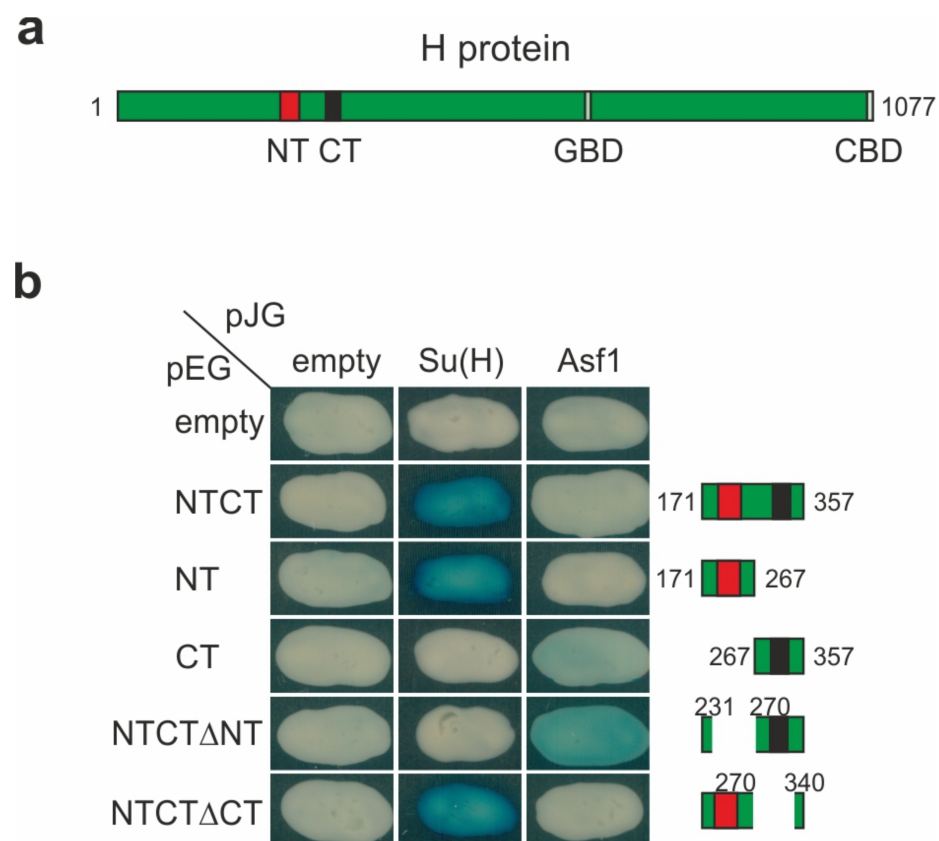 a
H protein
1 1077
NT CT GBD CBD
b
pJG
pEG empty Su(H) Asf1
empty
NTCT 171 357
NT 171 267
CT 267 357
231 270
NTCTΔNT
270 340
NTCTΔCT